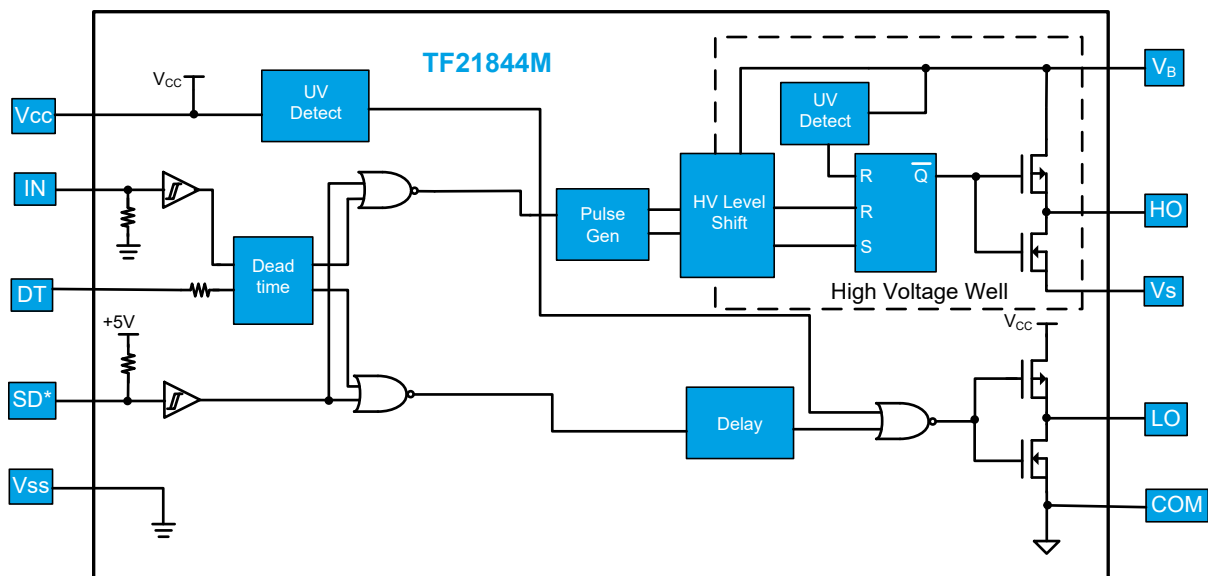 TF21844M
V_CC
UV
Detect
V_B
Vcc
UV
Detect
IN
R
Q̅
R
S
HV Level
Shift
Pulse
Gen
HO
Dead
time
DT
Vs
High Voltage Well
+5V
V_CC
SD*
LO
Delay
Vss
COM